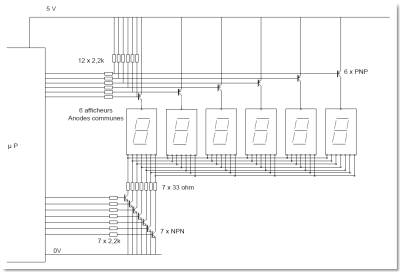 5 V
12 x 2,2k
6 x PNP
6 afficheurs
Anodes communes
µ P
7 x 33 ohm
7 x NPN
7 x 2,2k
0V